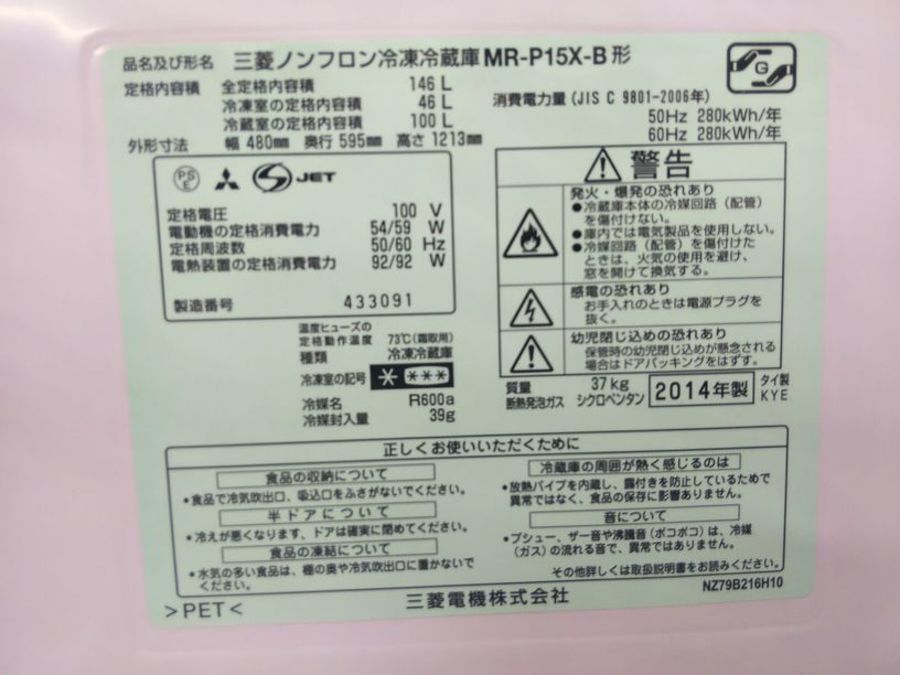 品名及び形名 三菱ノンフロン冷凍冷蔵庫 MR-P15X-B 形
定格内容積 全定格内容積 146 L
冷凍室の定格内容積 46 L
冷蔵室の定格内容積 100 L
外形寸法 幅 480mm 奥行 595mm 高さ 1213mm
G
消費電力量 (JIS C 9801-2006年)
50Hz 280kWh/年
60Hz 280kWh/年
PS
E
S JET
定格電圧 100 V
電動機の定格消費電力 54/59 W
定格周波数 50/60 Hz
電熱装置の定格消費電力 92/92 W
製造番号 433091
温度ヒューズの
定格動作温度 73℃(霜取用)
種類 冷凍冷蔵庫
冷凍室の記号 * ***
冷媒名 R600a
冷媒封入量 39g
警告
発火・爆発の恐れあり
●冷蔵庫本体の冷媒回路(配管)
を傷付けない。
●庫内では電気製品を使用しない。
●冷媒回路(配管)を傷付けた
ときは、火気の使用を避け、
窓を開けて換気する。
感電の恐れあり
お手入れのときは電源プラグを
抜く。
幼児閉じ込めの恐れあり
保管時の幼児閉じ込めが懸念される
場合はドアパッキングをはずす。
質量 37kg
断熱発泡ガス シクロペンタン
2014年製
タイ製
KYE
正しくお使いいただくために
食品の収納について
・食品で冷気吹出口、吸込口をふさがないでください。
半ドアについて
・冷えが悪くなります、ドアは確実に閉めてください。
食品の凍結について
・水気の多い食品は、棚の奥や冷気吹出口に置かないで
ください。
冷蔵庫の周囲が熱く感じるのは
・放熱パイプを内蔵し、露付きを防止しているためで
異常ではなく、食品の保存に影響ありません。
音について
・プシュー、ザー音や沸騰音(ボコボコ)は、冷媒
(ガス)の流れる音で、異常ではありません。
その他詳しくは取扱説明書をお読みください。
>PET<
三菱電機株式会社
NZ79B216H10